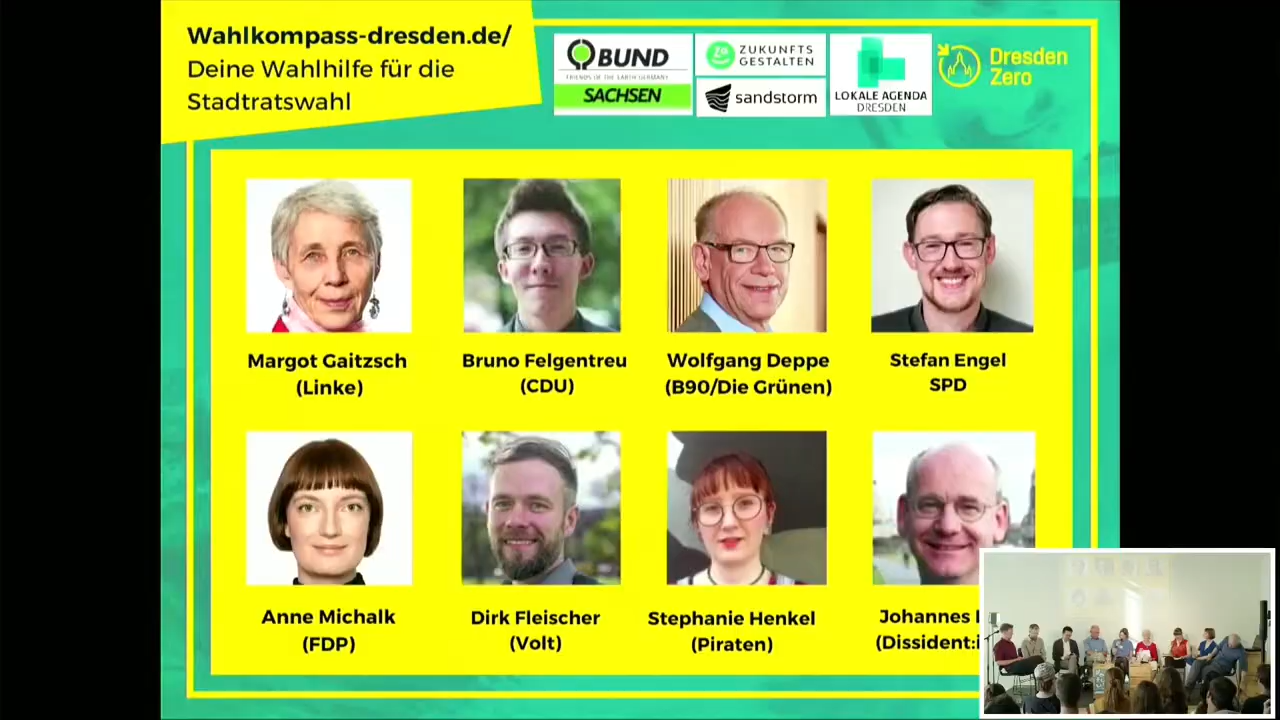 Wahlkompass-dresden.de/
Deine Wahlhilfe für die
Stadtratswahl
BUND
FRIENDS OF THE EARTH GERMANY
SACHSEN
ZUKUNFTS
GESTALTEN
sandstorm
LOKALE AGENDA
DRESDEN
Dresden
Zero
Margot Gaitzsch
(Linke)
Bruno Felgentreu
(CDU)
Wolfgang Deppe
(B90/Die Grünen)
Stefan Engel
SPD
Anne Michalk
(FDP)
Dirk Fleischer
(Volt)
Stephanie Henkel
(Piraten)
Johannes
(Dissident:i